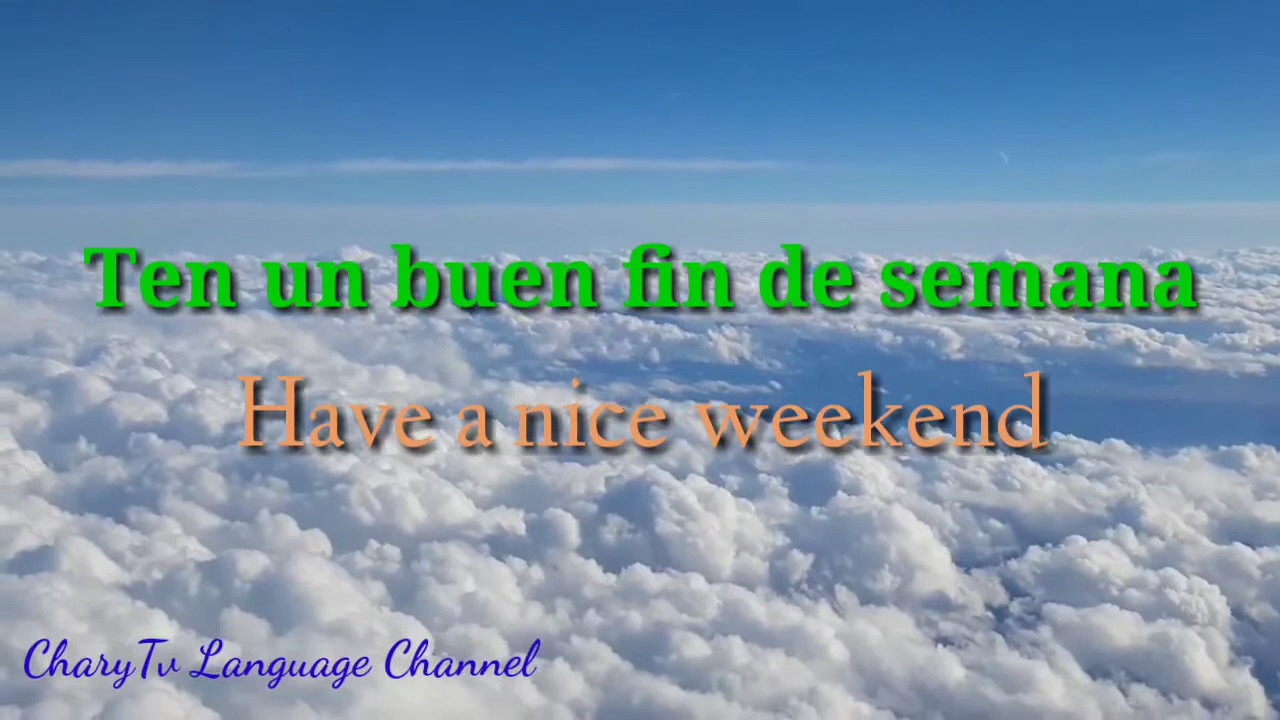 Ten un buen fin de semana
Have a nice weekend
CharyTv Language Channel